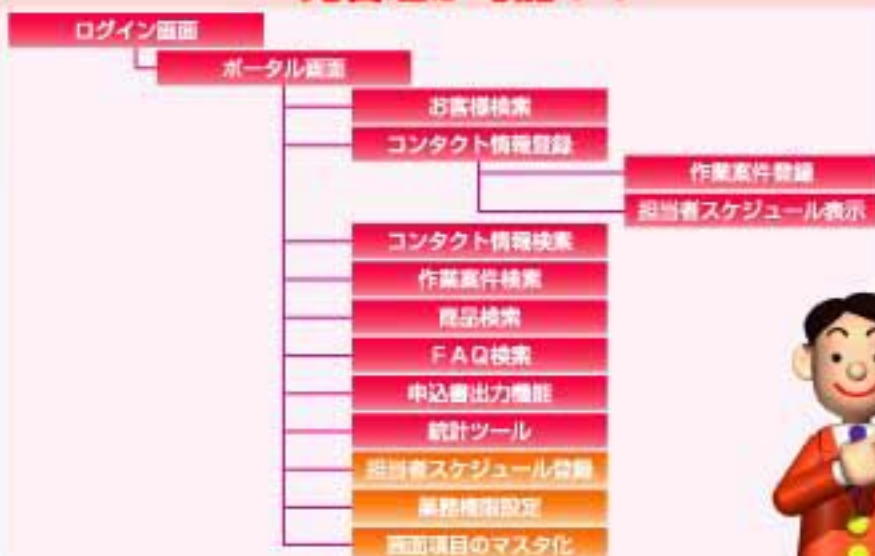 ログイン画面
ポータル画面
お客様検索
コンタクト情報登録
作業案件登録
担当者スケジュール表示
コンタクト情報検索
作業案件検索
商品検索
FAQ検索
申込書出力機能
統計ツール
担当者スケジュール登録
業務権限設定
画面項目のマスタ化